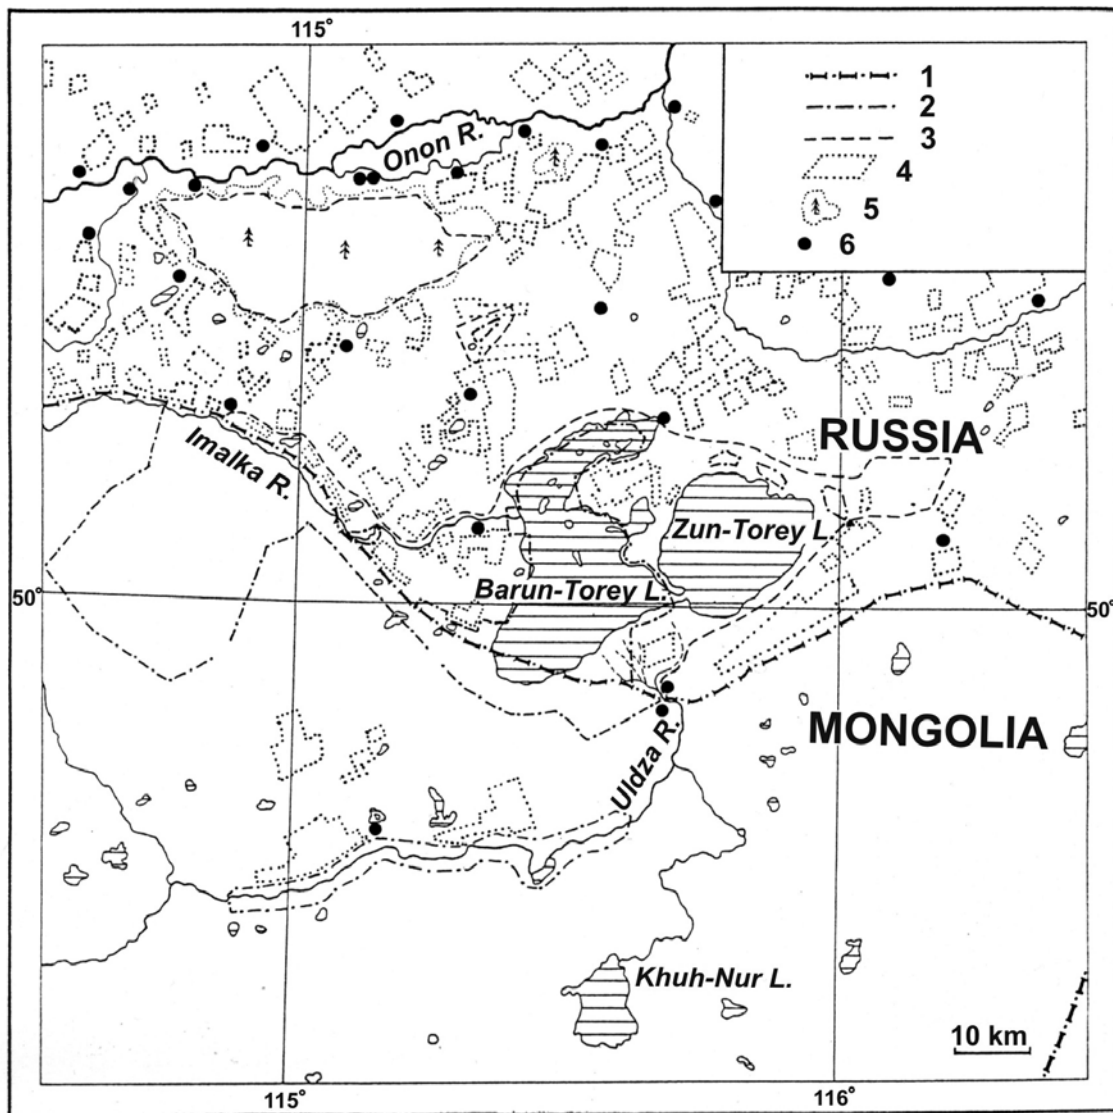 115°
1
2
3
4
5
6
Onon R.
RUSSIA
Imalka R.
Zun-Torey L.
Barun-Torey L.
50°
50°
MONGOLIA
Uldza R.
Khuh-Nur L.
10 km
115°
116°